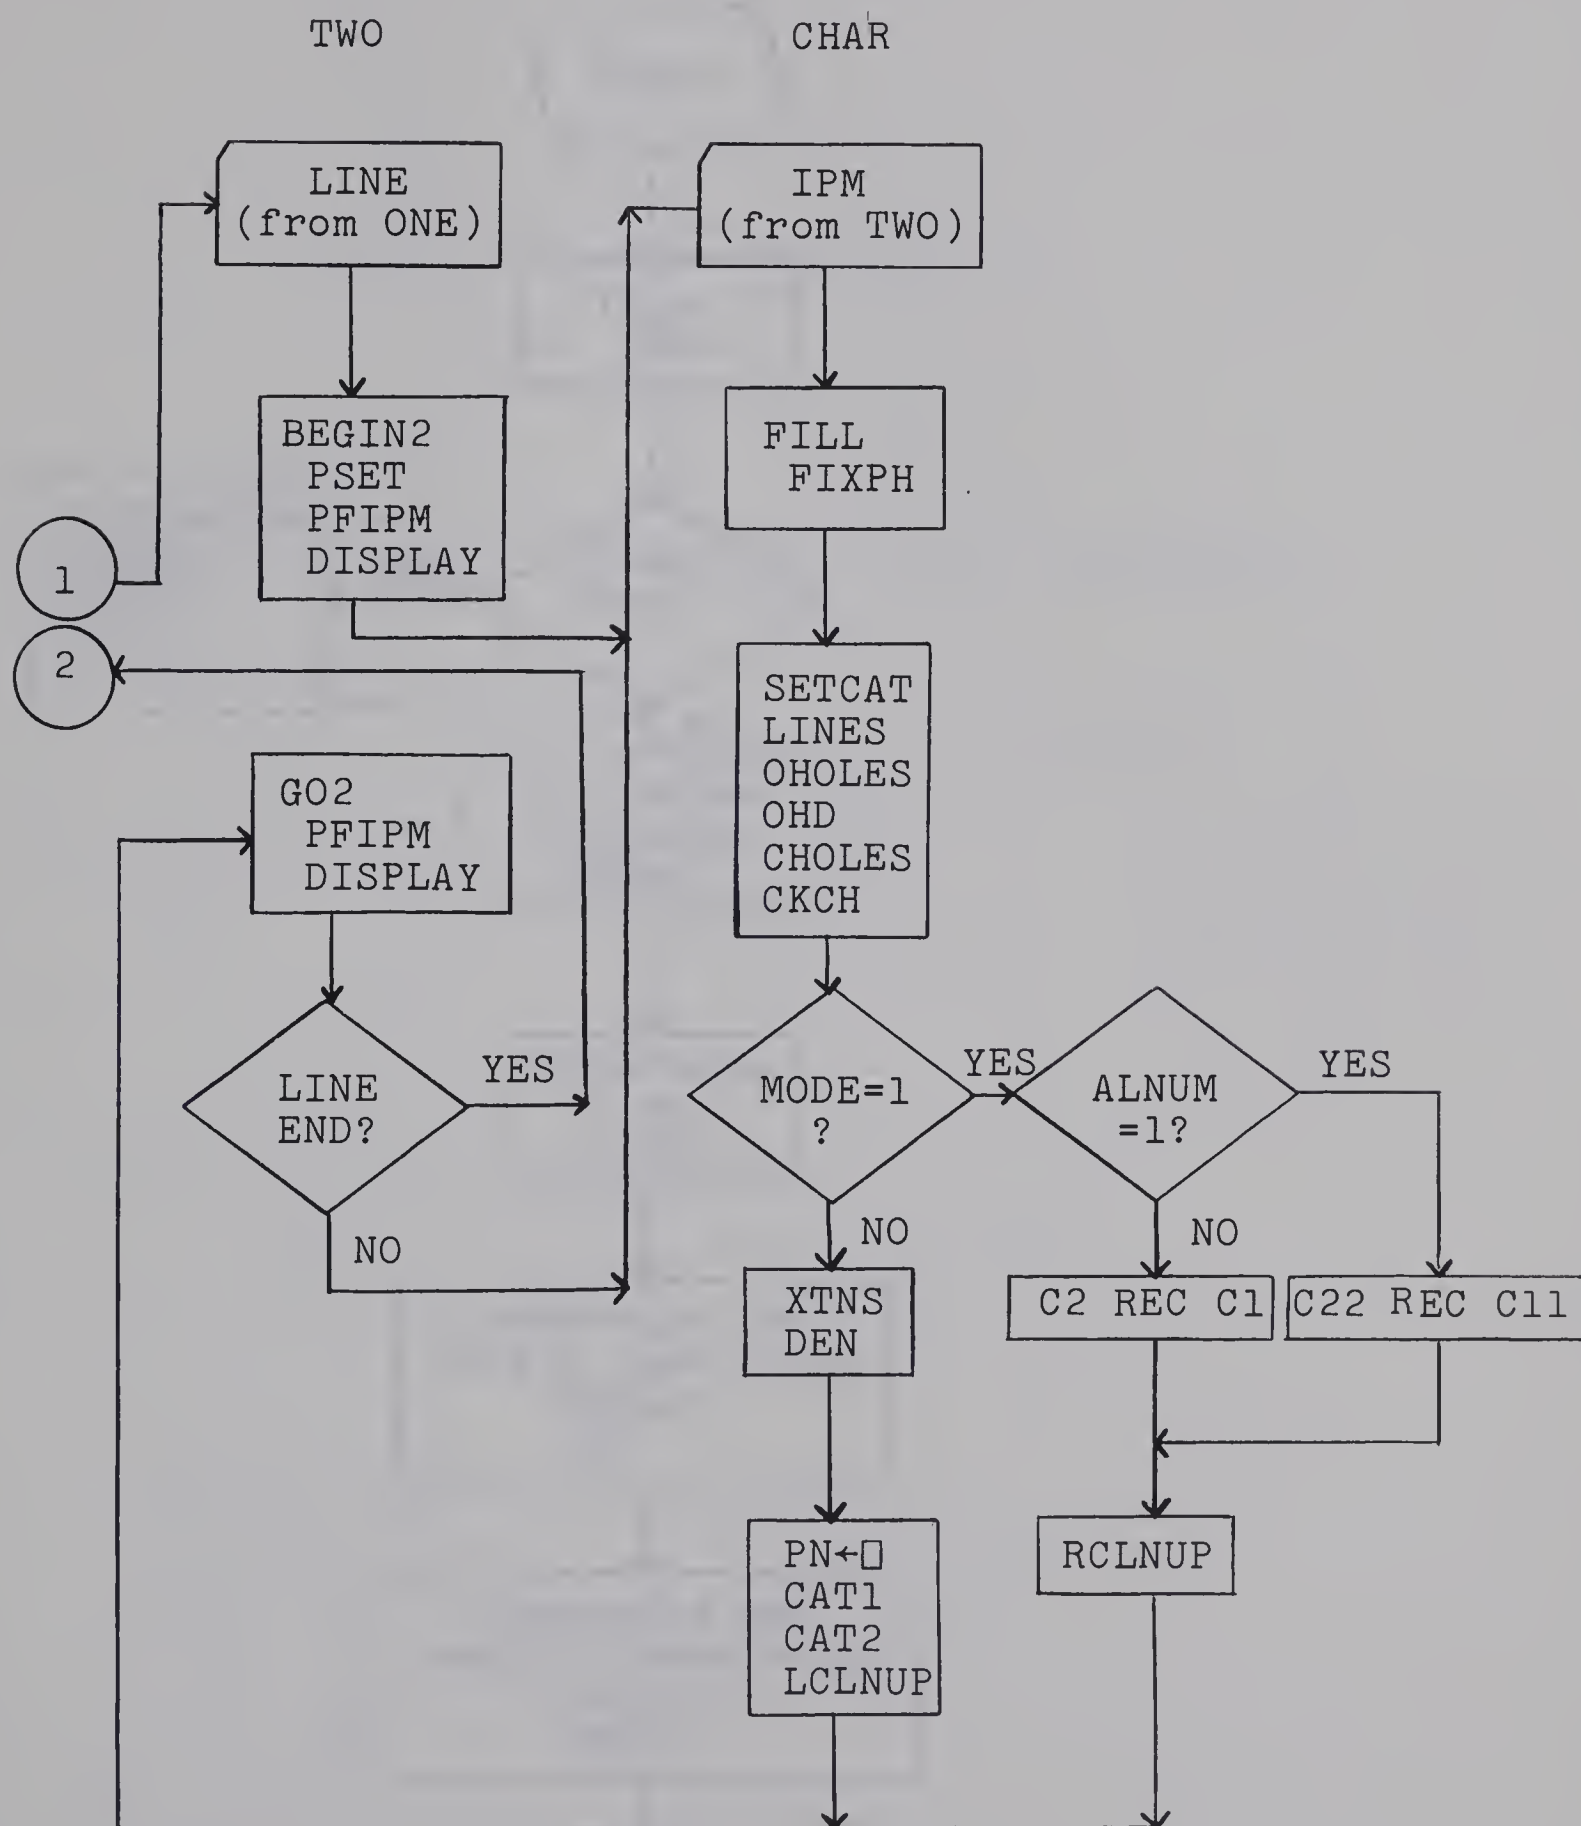 TWO
CHAR
LINE
(from ONE)
IPM
(from TWO)
BEGIN2
PSET
PFIPM
DISPLAY
FILL
FIXPH
1
2
SETCAT
LINES
OHOLES
OHD
CHOLES
CKCH
GO2
PFIPM
DISPLAY
LINE
END?
YES
NO
MODE=1
?
YES
NO
ALNUM
=1?
YES
NO
XTNS
DEN
C2 REC C1
C22 REC C11
PN←□
CAT1
CAT2
LCLNUP
RCLNUP